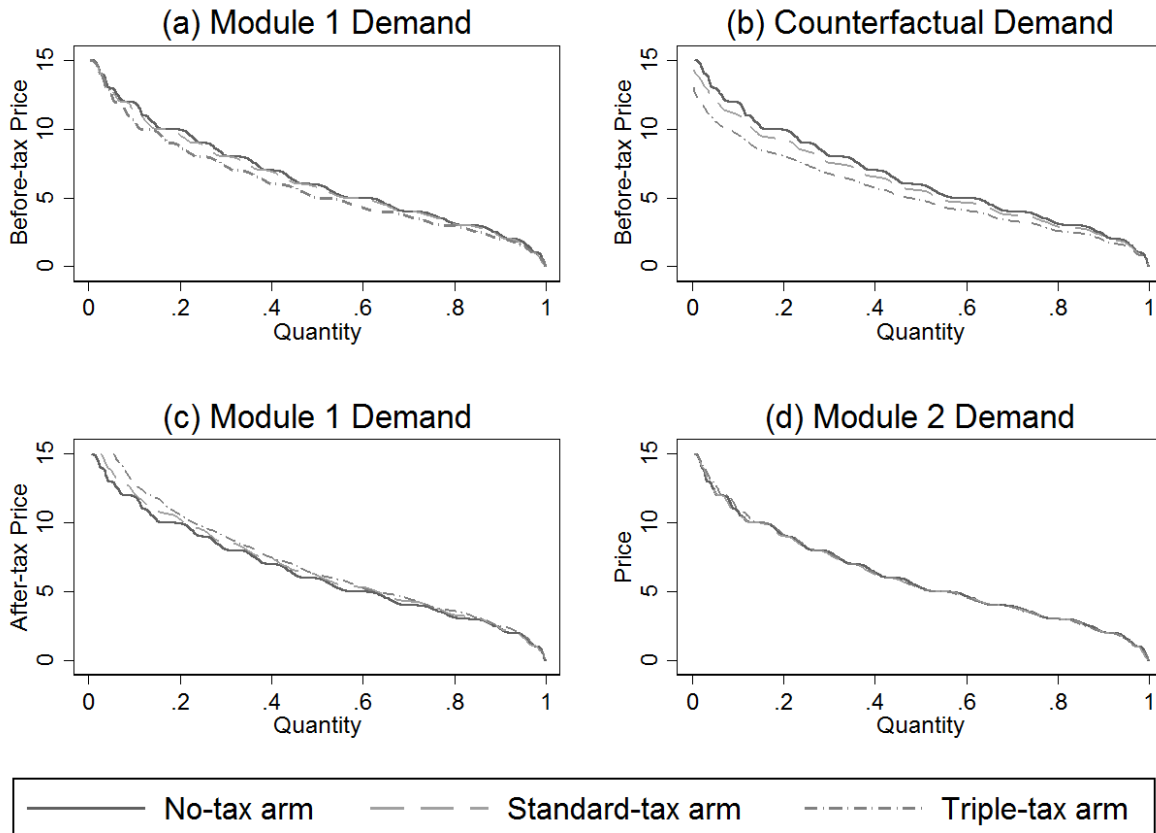 (a) Module 1 Demand
Before-tax Price
15
10
5
0
0 .2 .4 .6 .8 1
Quantity
(b) Counterfactual Demand
Before-tax Price
15
10
5
0
0 .2 .4 .6 .8 1
Quantity
(c) Module 1 Demand
After-tax Price
15
10
5
0
0 .2 .4 .6 .8 1
Quantity
(d) Module 2 Demand
Price
15
10
5
0
0 .2 .4 .6 .8 1
Quantity
No-tax arm Standard-tax arm Triple-tax arm